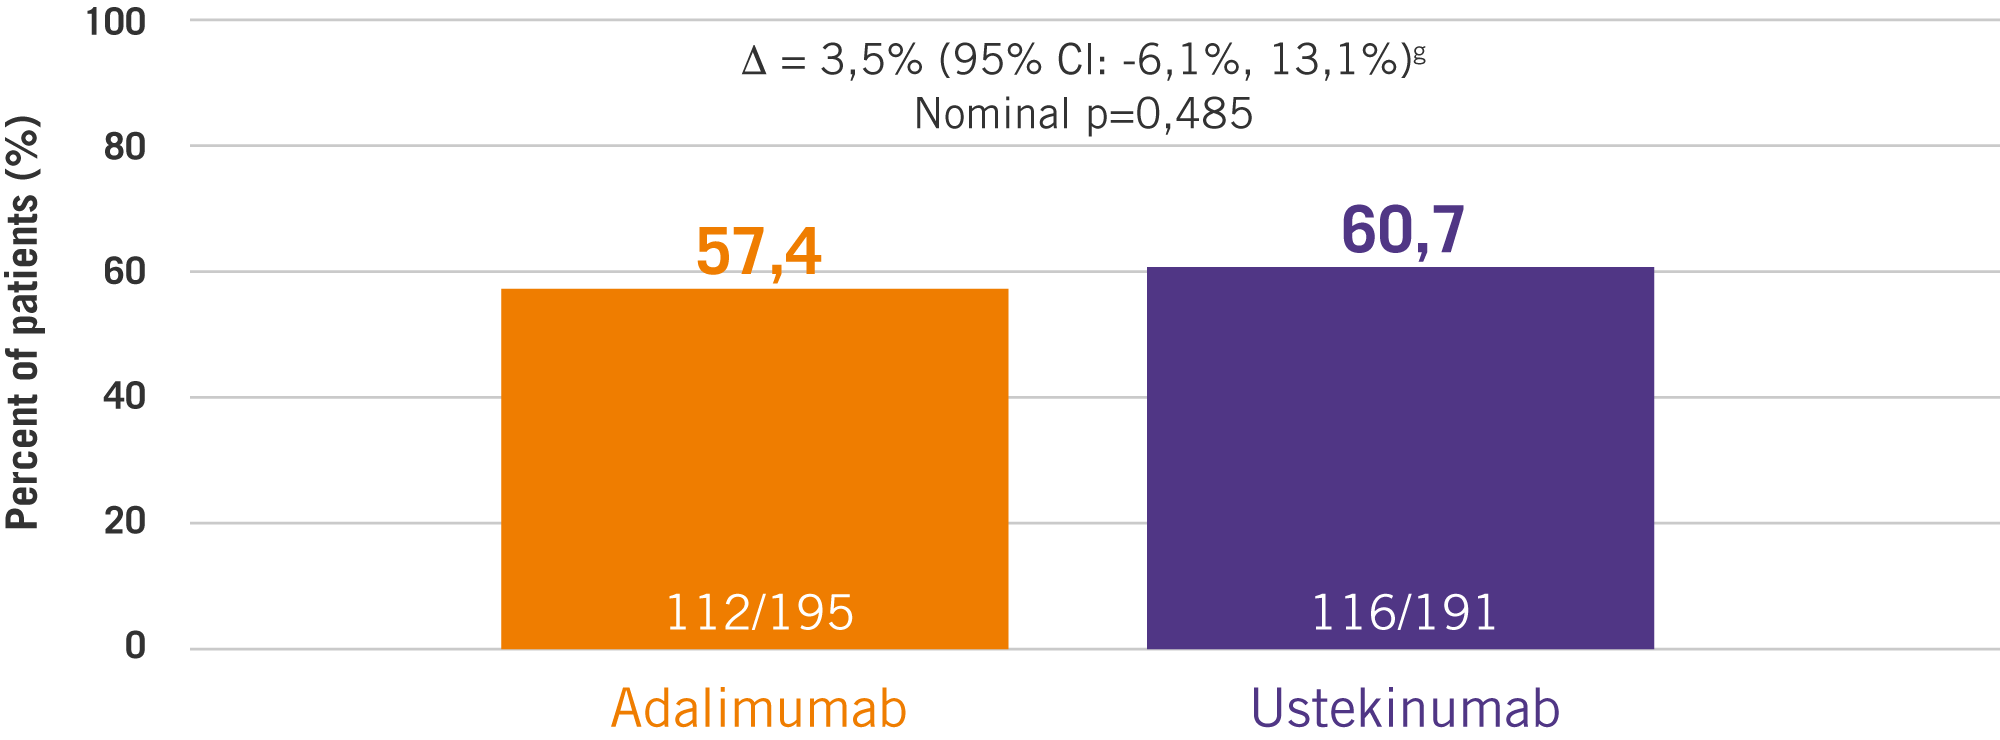 100
Δ = 3,5% (95% CI: -6,1%, 13,1%)g
Nominal p=0,485
80
60
40
20
0
Percent of patients (%)
57,4
60,7
112/195
116/191
Adalimumab
Ustekinumab